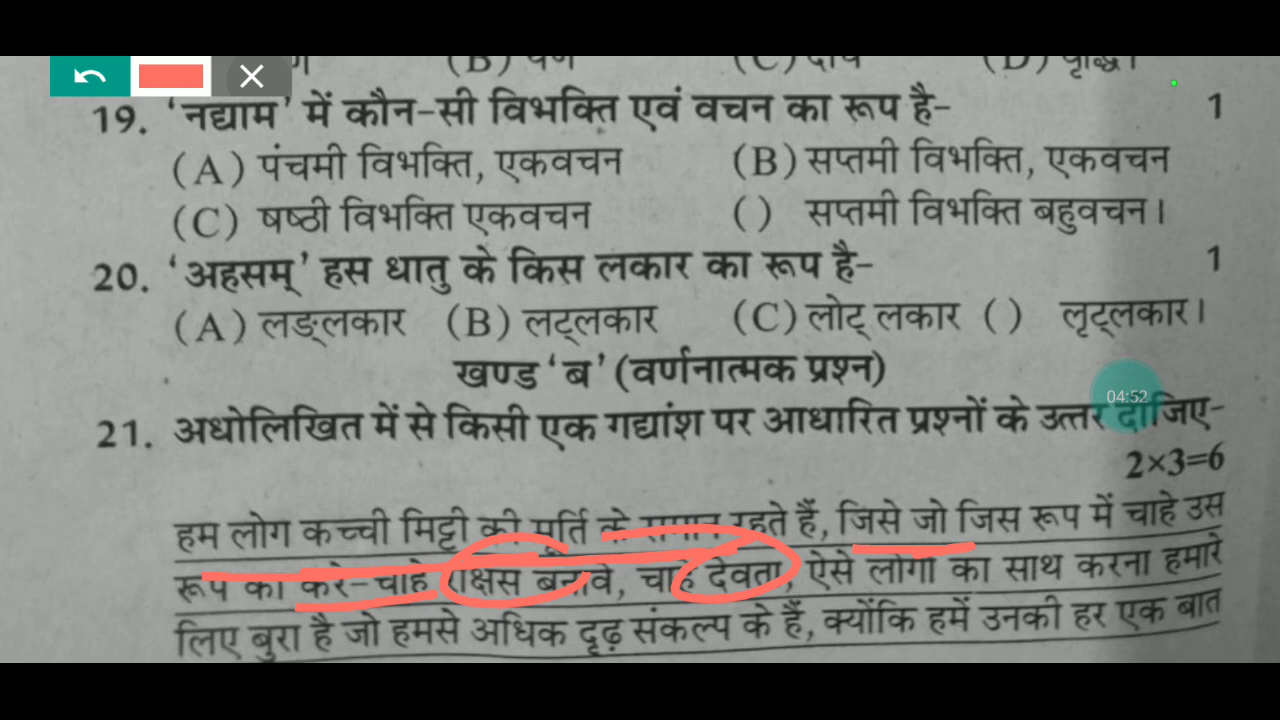 (B) (C) (D)
19. 'नद्याम' में कौन-सी विभक्ति एवं वचन का रूप है- 1
(A) पंचमी विभक्ति, एकवचन (B) सप्तमी विभक्ति, एकवचन
(C) षष्ठी विभक्ति एकवचन ( ) सप्तमी विभक्ति बहुवचन।
20. 'अहसम्' हस धातु के किस लकार का रूप है- 1
(A) लङ्लकार (B) लट्लकार (C) लोट् लकार ( ) लृट्लकार।
खण्ड 'ब' (वर्णनात्मक प्रश्न)
04:52
21. अधोलिखित में से किसी एक गद्यांश पर आधारित प्रश्नों के उत्तर दीजिए-
2×3=6
हम लोग कच्ची मिट्टी की मूर्ति के समान रहते हैं, जिसे जो जिस रूप में चाहे उस
रूप का करे-चाहे राक्षस बनावे, चाहे देवता, ऐसे लोगों का साथ करना हमारे
लिए बुरा है जो हमसे अधिक दृढ़ संकल्प के हैं, क्योंकि हमें उनकी हर एक बात